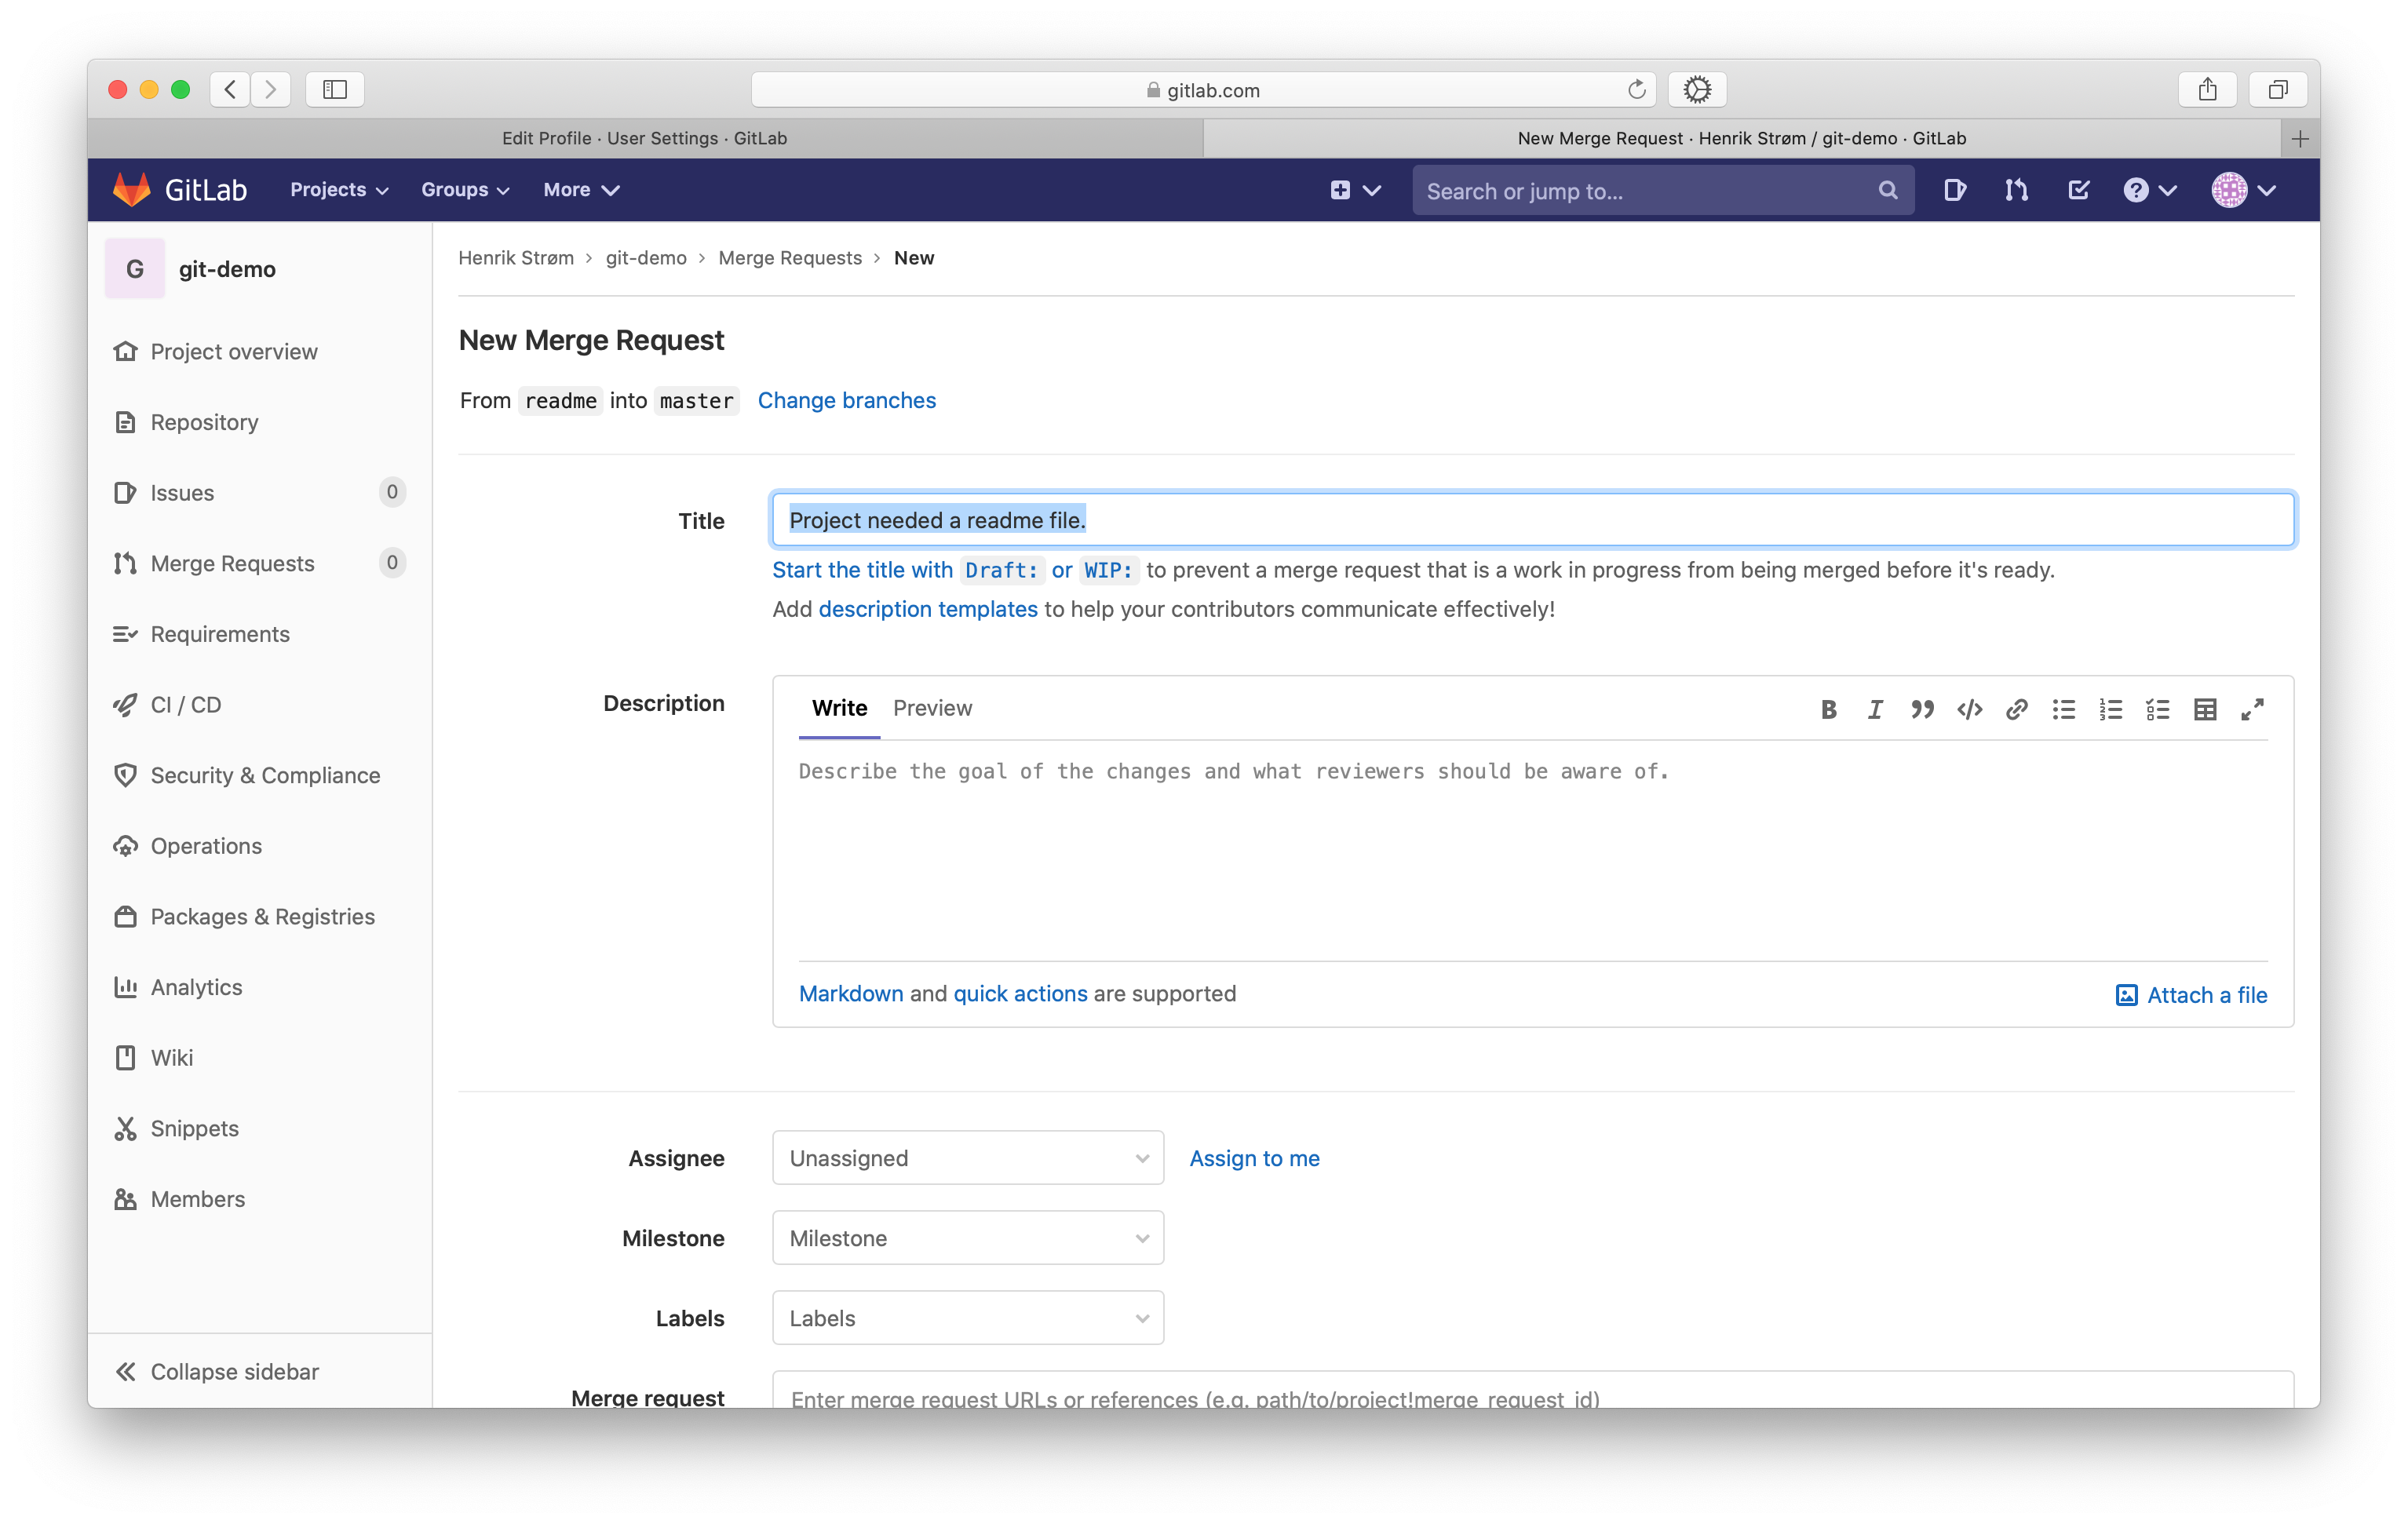 gitlab.com
Edit Profile · User Settings · GitLab
New Merge Request · Henrik Strøm / git-demo · GitLab
GitLab Projects Groups More Search or jump to...
G git-demo
Project overview
Repository
Issues 0
Merge Requests 0
Requirements
CI / CD
Security & Compliance
Operations
Packages & Registries
Analytics
Wiki
Snippets
Members
Collapse sidebar
Henrik Strøm › git-demo › Merge Requests › New
New Merge Request
From readme into master Change branches
Title Project needed a readme file.
Start the title with Draft: or WIP: to prevent a merge request that is a work in progress from being merged before it's ready.
Add description templates to help your contributors communicate effectively!
Description Write Preview
Describe the goal of the changes and what reviewers should be aware of.
Markdown and quick actions are supported Attach a file
Assignee Unassigned Assign to me
Milestone Milestone
Labels Labels
Merge request Enter merge request URLs or references (e.g. path/to/project!merge_request_id)